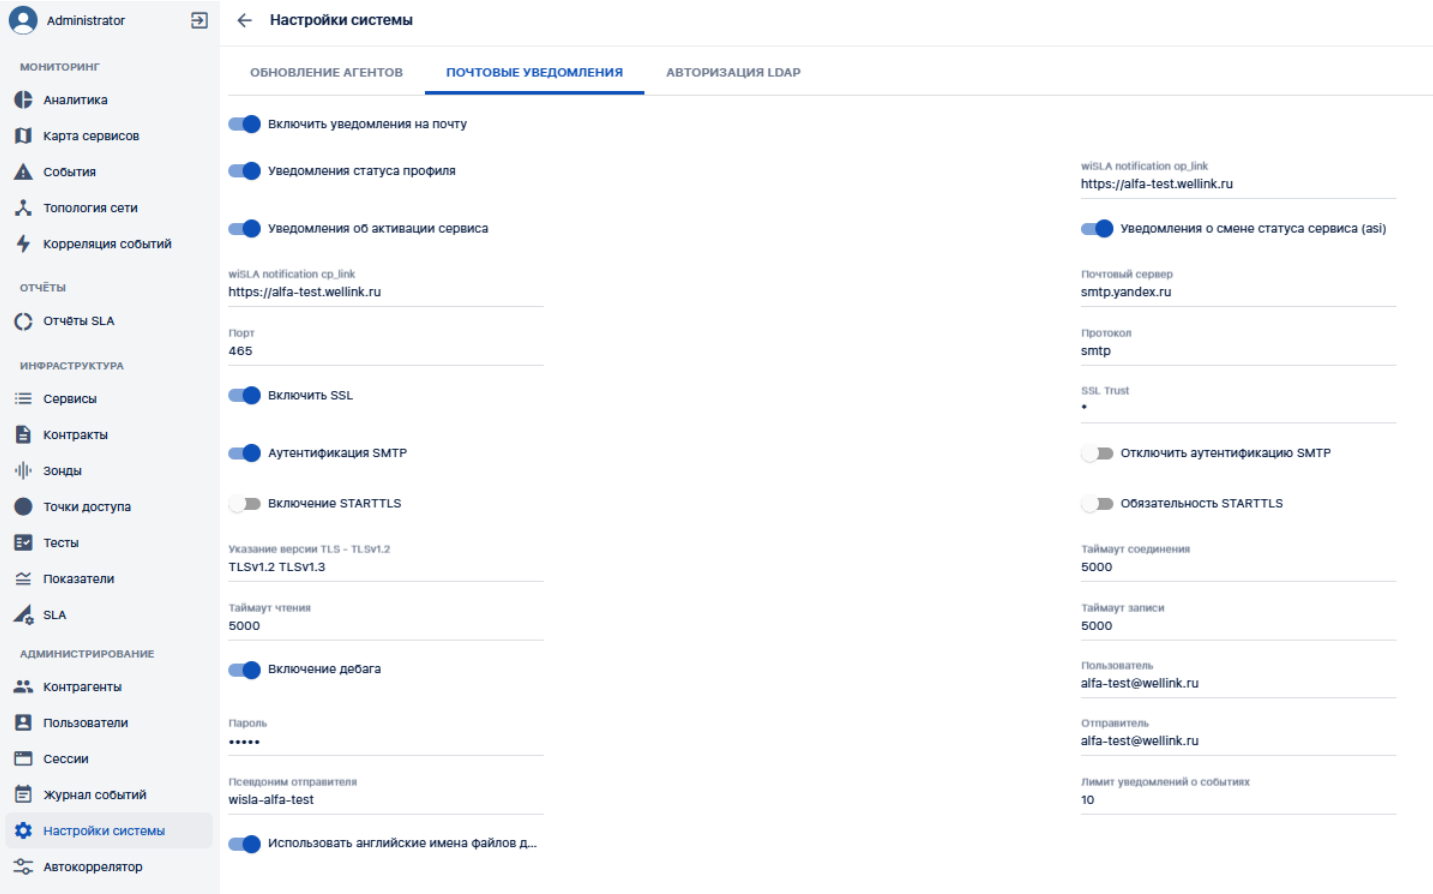 Administrator
МОНИТОРИНГ
Аналитика
Карта сервисов
События
Топология сети
Корреляция событий
ОТЧЁТЫ
Отчёты SLA
ИНФРАСТРУКТУРА
Сервисы
Контракты
Зонды
Точки доступа
Тесты
Показатели
SLA
АДМИНИСТРИРОВАНИЕ
Контрагенты
Пользователи
Сессии
Журнал событий
Настройки системы
Автокоррелятор
Настройки системы
ОБНОВЛЕНИЕ АГЕНТОВ ПОЧТОВЫЕ УВЕДОМЛЕНИЯ АВТОРИЗАЦИЯ LDAP
Включить уведомления на почту
Уведомления статуса профиля
wiSLA notification op_link
https://alfa-test.wellink.ru
Уведомления об активации сервиса
Уведомления о смене статуса сервиса (asi)
wiSLA notification cp_link
https://alfa-test.wellink.ru
Почтовый сервер
smtp.yandex.ru
Порт
465
Протокол
smtp
Включить SSL
SSL Trust
*
Аутентификация SMTP
Отключить аутентификацию SMTP
Включение STARTTLS
Обязательность STARTTLS
Указание версии TLS - TLSv1.2
TLSv1.2 TLSv1.3
Таймаут соединения
5000
Таймаут чтения
5000
Таймаут записи
5000
Включение дебага
Пользователь
alfa-test@wellink.ru
Пароль
•••••
Отправитель
alfa-test@wellink.ru
Псевдоним отправителя
wisla-alfa-test
Лимит уведомлений о событиях
10
Использовать английские имена файлов д...